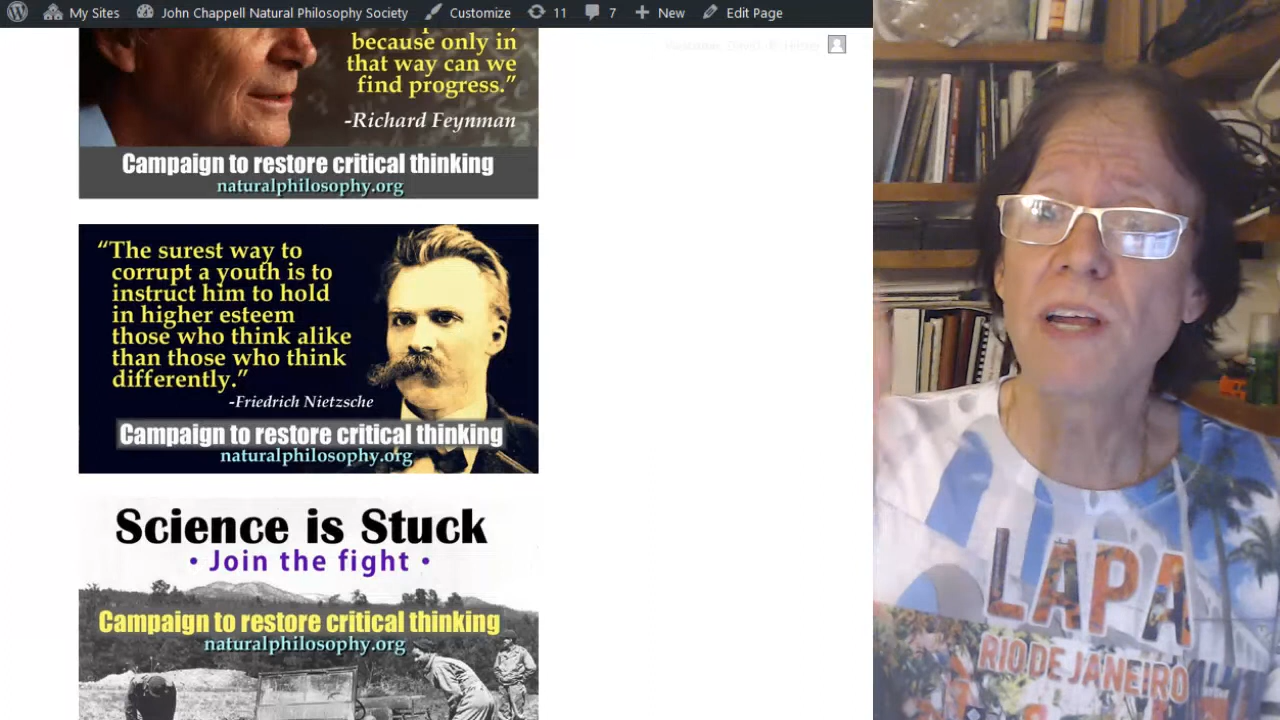 My Sites John Chappell Natural Philosophy Society Customize 11 7 New Edit Page
because only in
that way can we
find progress.”
-Richard Feynman
Campaign to restore critical thinking
naturalphilosophy.org
“The surest way to
corrupt a youth is to
instruct him to hold
in higher esteem
those who think alike
than those who think
differently.”
-Friedrich Nietzsche
Campaign to restore critical thinking
naturalphilosophy.org
Science is Stuck
• Join the fight •
Campaign to restore critical thinking
naturalphilosophy.org
LAPA
RIO DE JANEIRO